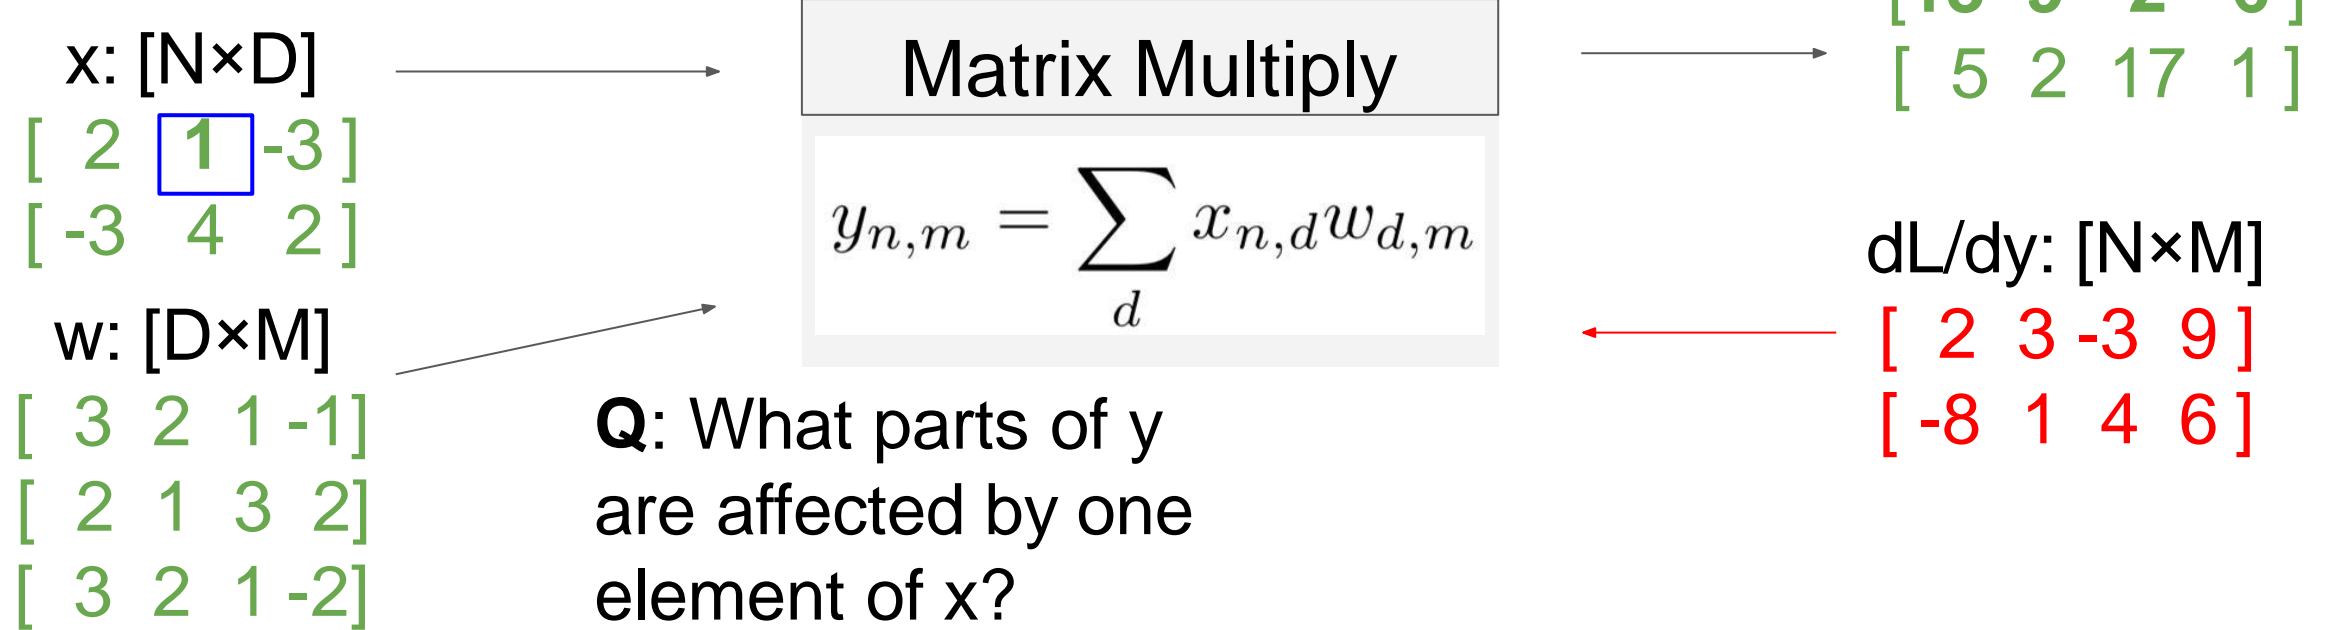 x: [N×D]
[ 2 1 -3 ]
[ -3 4 2 ]
w: [D×M]
[ 3 2 1 -1]
[ 2 1 3 2]
[ 3 2 1 -2]
Matrix Multiply
y_{n,m} = \sum_{d} x_{n,d} w_{d,m}
Q: What parts of y
are affected by one
element of x?
[ 5 2 17 1 ]
dL/dy: [N×M]
[ 2 3 -3 9 ]
[ -8 1 4 6 ]